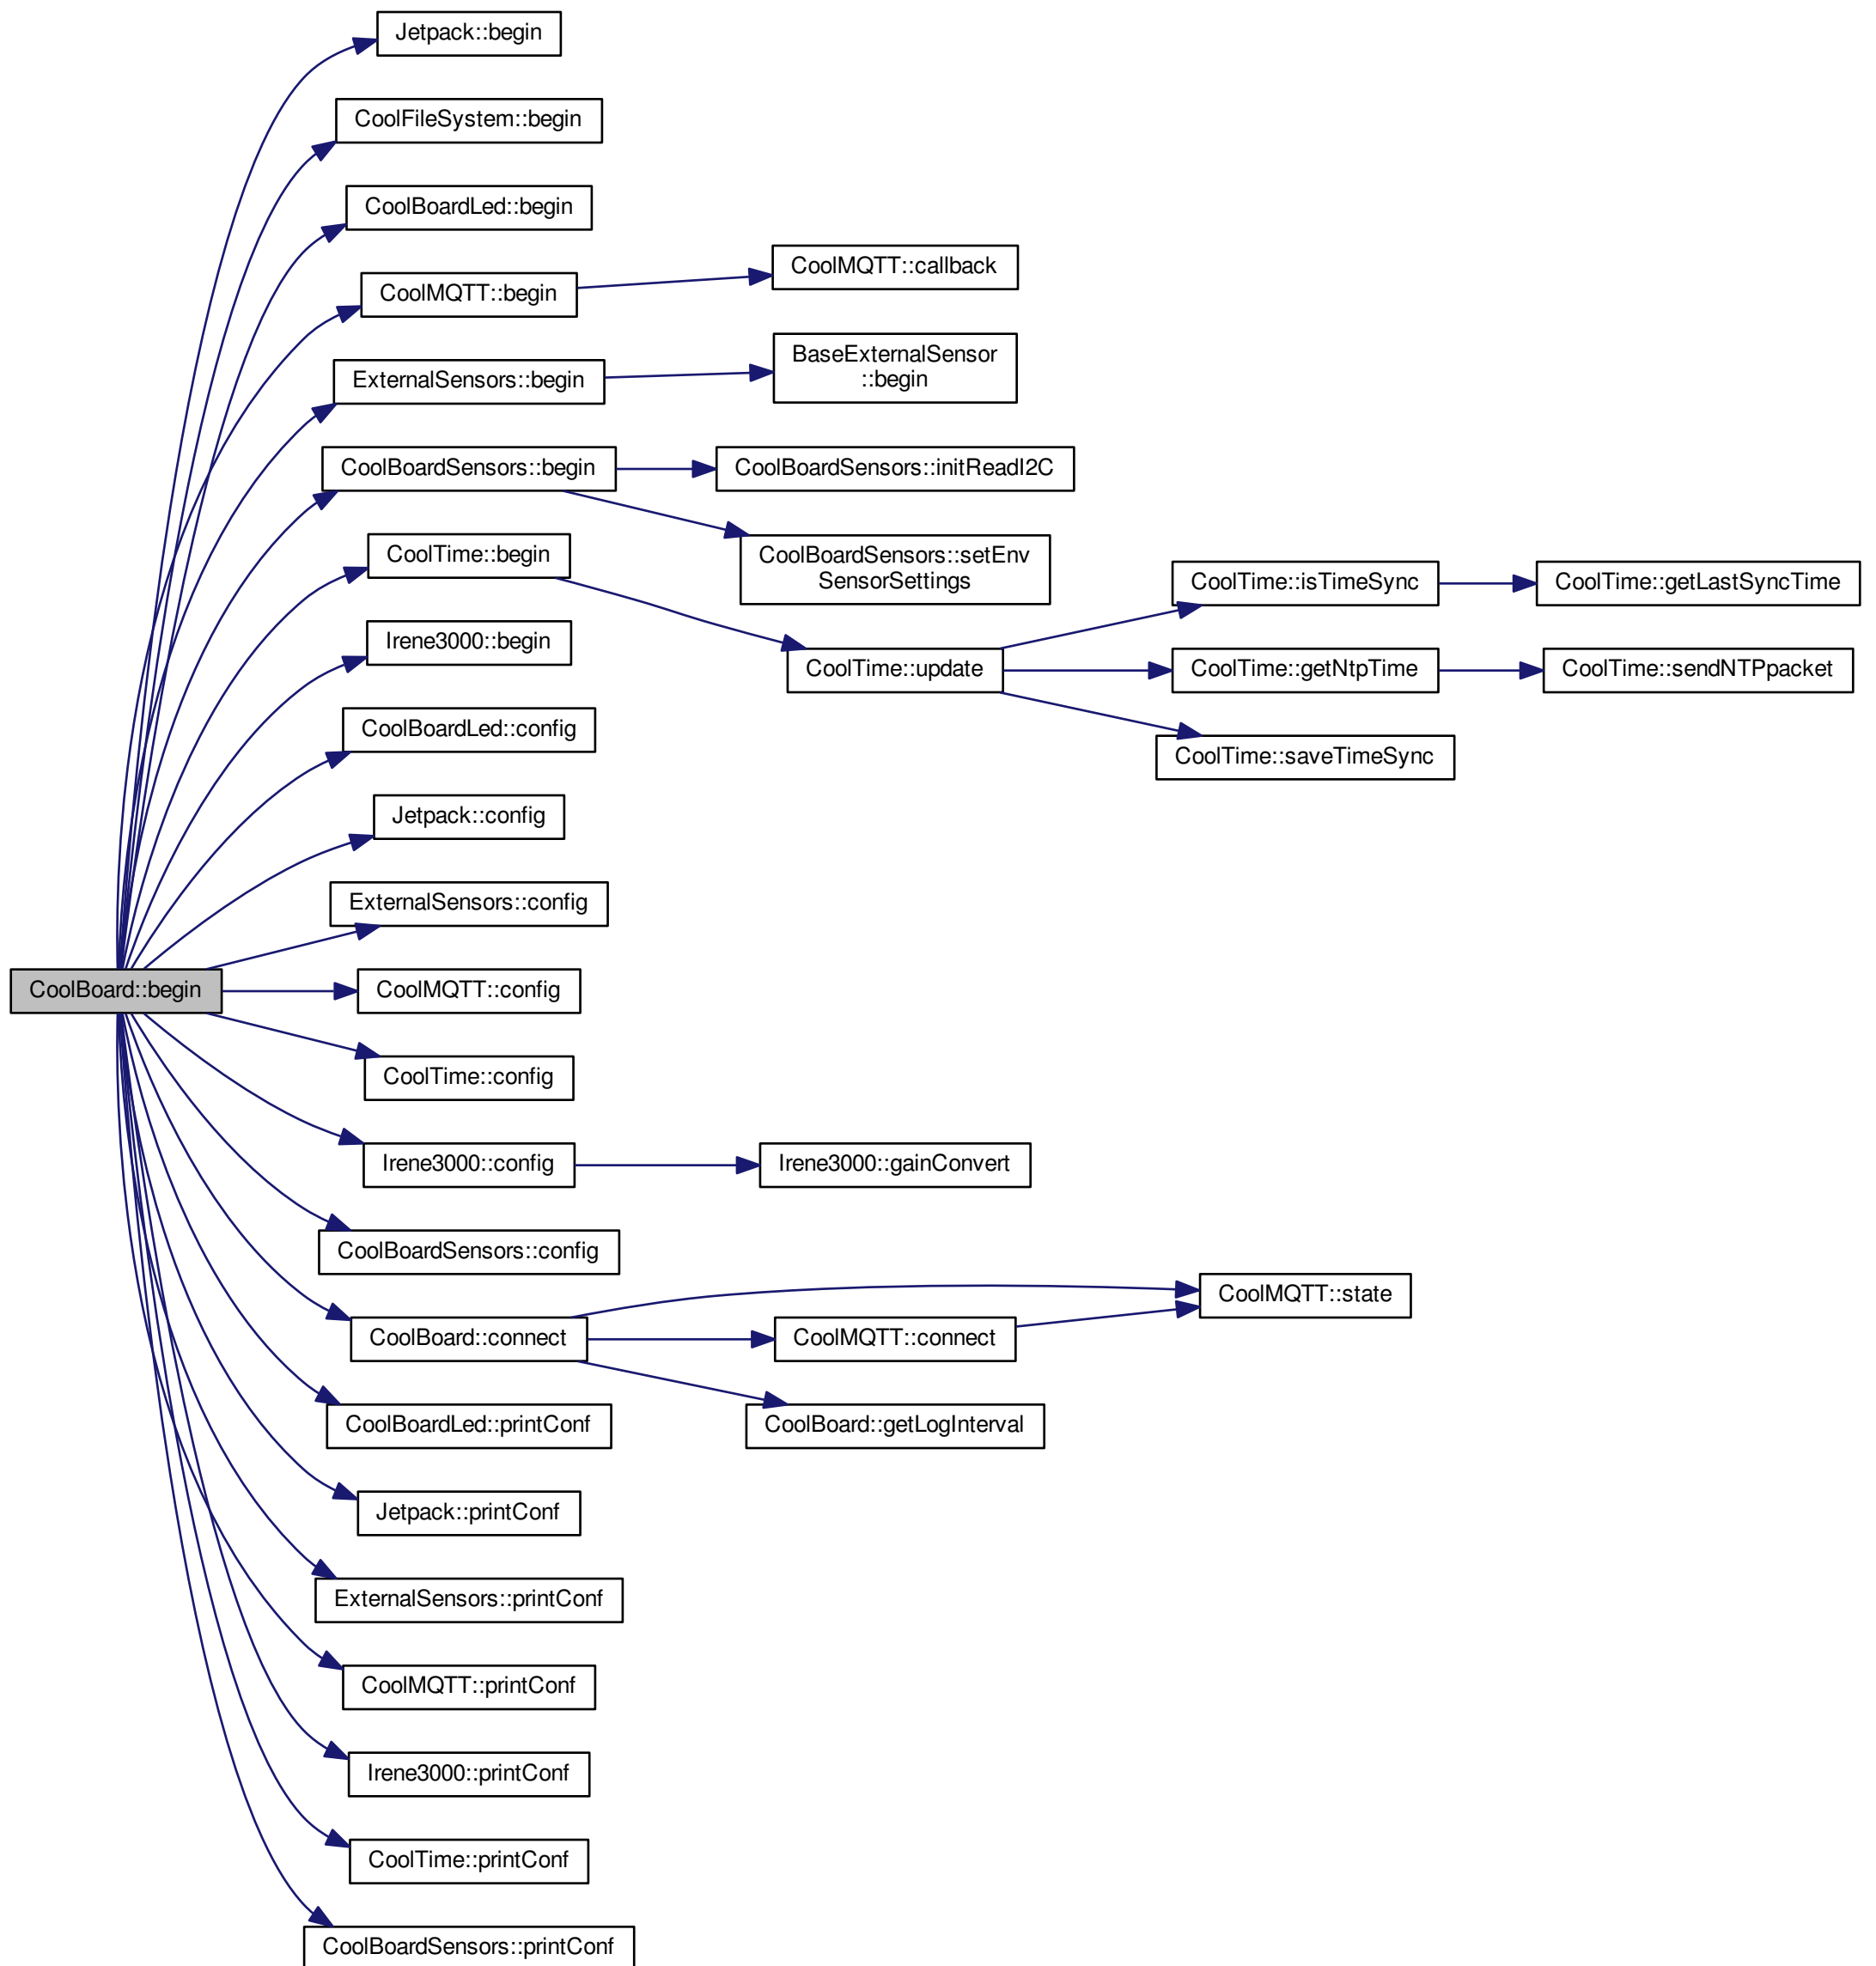 Jetpack::begin
CoolFileSystem::begin
CoolBoardLed::begin
CoolMQTT::callback
CoolMQTT::begin
BaseExternalSensor
::begin
ExternalSensors::begin
CoolBoardSensors::begin
CoolBoardSensors::initReadI2C
CoolTime::begin
CoolBoardSensors::setEnv
SensorSettings
CoolTime::isTimeSync
CoolTime::getLastSyncTime
Irene3000::begin
CoolTime::update
CoolTime::getNtpTime
CoolTime::sendNTPpacket
CoolBoardLed::config
CoolTime::saveTimeSync
Jetpack::config
ExternalSensors::config
CoolBoard::begin
CoolMQTT::config
CoolTime::config
Irene3000::config
Irene3000::gainConvert
CoolBoardSensors::config
CoolMQTT::state
CoolBoard::connect
CoolMQTT::connect
CoolBoardLed::printConf
CoolBoard::getLogInterval
Jetpack::printConf
ExternalSensors::printConf
CoolMQTT::printConf
Irene3000::printConf
CoolTime::printConf
CoolBoardSensors::printConf